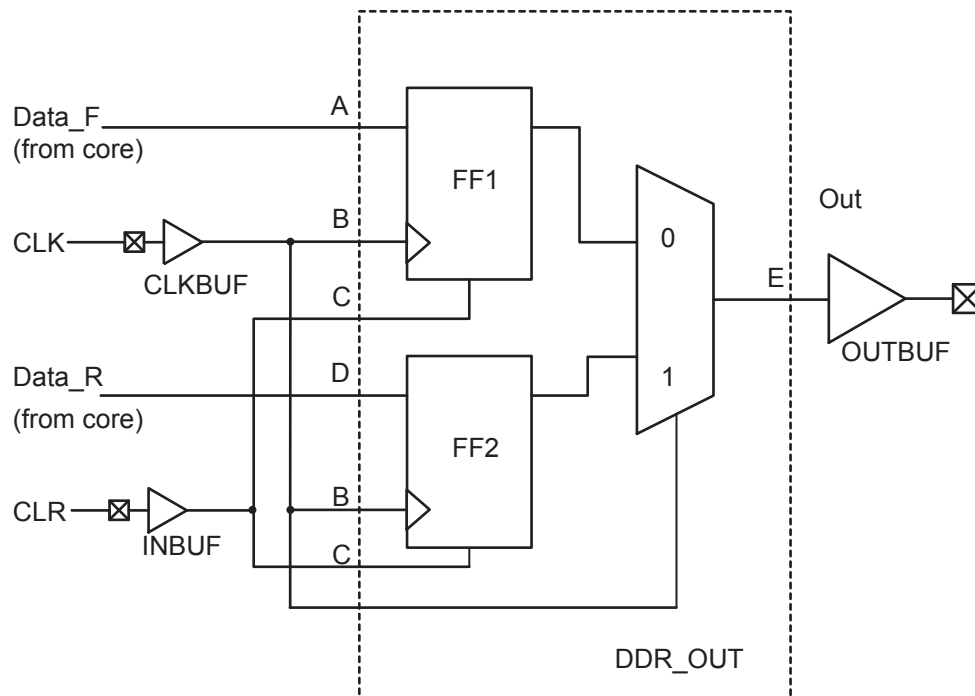 A
Data_F
(from core)
FF1
Out
B
0
CLK
CLKBUF
E
C
OUTBUF
Data_R
D
1
(from core)
FF2
B
CLR
INBUF
C
DDR_OUT